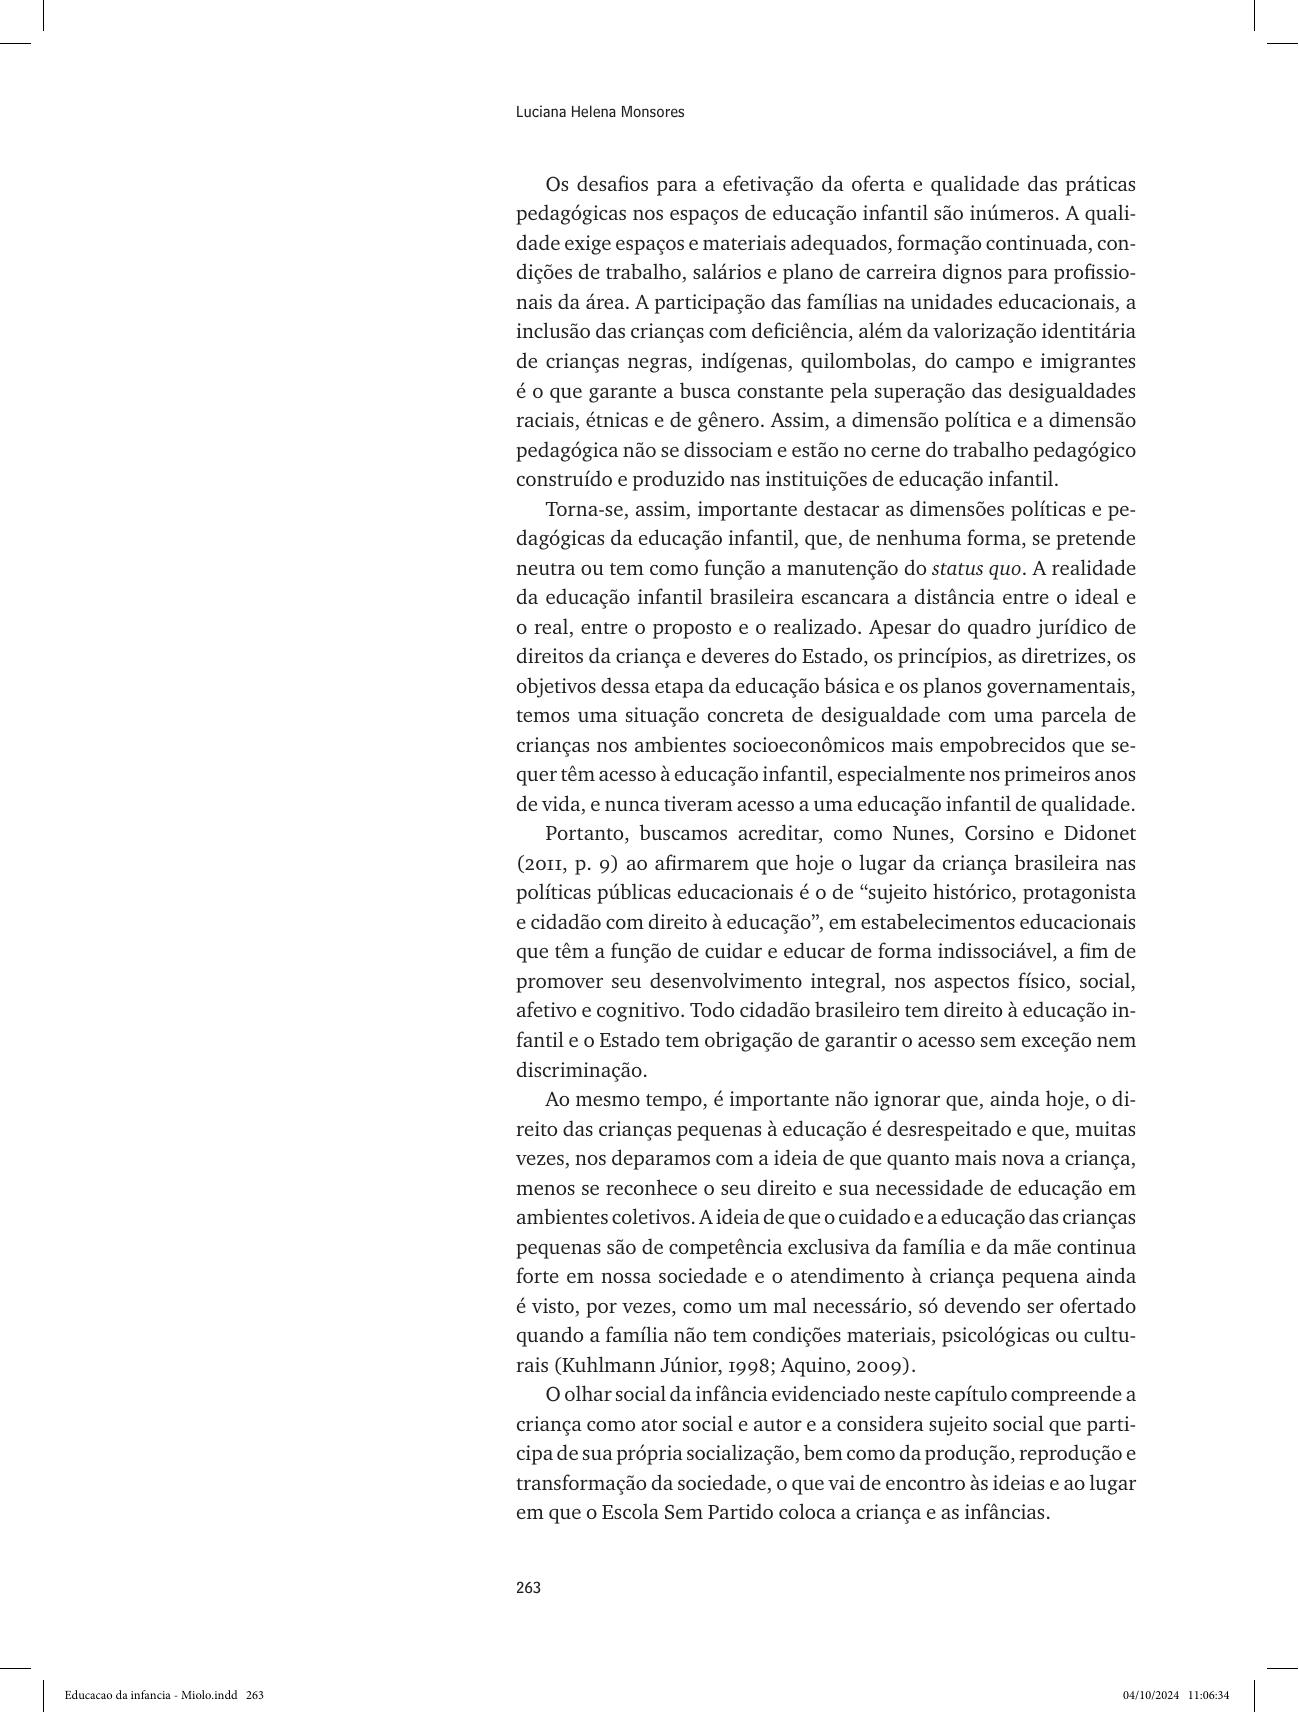 Luciana Helena Monsores
Os desafios para a efetivação da oferta e qualidade das práticas
pedagógicas nos espaços de educação infantil são inúmeros. A quali-
dade exige espaços e materiais adequados, formação continuada, con-
dições de trabalho, salários e plano de carreira dignos para profissio-
nais da área. A participação das famílias na unidades educacionais, a
inclusão das crianças com deficiência, além da valorização identitária
de crianças negras, indígenas, quilombolas, do campo e imigrantes
é o que garante a busca constante pela superação das desigualdades
raciais, étnicas e de gênero. Assim, a dimensão política e a dimensão
pedagógica não se dissociam e estão no cerne do trabalho pedagógico
construído e produzido nas instituições de educação infantil.
Torna-se, assim, importante destacar as dimensões políticas e pe-
dagógicas da educação infantil, que, de nenhuma forma, se pretende
neutra ou tem como função a manutenção do status quo. A realidade
da educação infantil brasileira escancara a distância entre o ideal e
o real, entre o proposto e o realizado. Apesar do quadro jurídico de
direitos da criança e deveres do Estado, os princípios, as diretrizes, os
objetivos dessa etapa da educação básica e os planos governamentais,
temos uma situação concreta de desigualdade com uma parcela de
crianças nos ambientes socioeconômicos mais empobrecidos que se-
quer têm acesso à educação infantil, especialmente nos primeiros anos
de vida, e nunca tiveram acesso a uma educação infantil de qualidade.
Portanto, buscamos acreditar, como Nunes, Corsino e Didonet
(2011, p. 9) ao afirmarem que hoje o lugar da criança brasileira nas
políticas públicas educacionais é o de “sujeito histórico, protagonista
e cidadão com direito à educação”, em estabelecimentos educacionais
que têm a função de cuidar e educar de forma indissociável, a fim de
promover seu desenvolvimento integral, nos aspectos físico, social,
afetivo e cognitivo. Todo cidadão brasileiro tem direito à educação in-
fantil e o Estado tem obrigação de garantir o acesso sem exceção nem
discriminação.
Ao mesmo tempo, é importante não ignorar que, ainda hoje, o di-
reito das crianças pequenas à educação é desrespeitado e que, muitas
vezes, nos deparamos com a ideia de que quanto mais nova a criança,
menos se reconhece o seu direito e sua necessidade de educação em
ambientes coletivos. A ideia de que o cuidado e a educação das crianças
pequenas são de competência exclusiva da família e da mãe continua
forte em nossa sociedade e o atendimento à criança pequena ainda
é visto, por vezes, como um mal necessário, só devendo ser ofertado
quando a família não tem condições materiais, psicológicas ou cultu-
rais (Kuhlmann Júnior, 1998; Aquino, 2009).
O olhar social da infância evidenciado neste capítulo compreende a
criança como ator social e autor e a considera sujeito social que parti-
cipa de sua própria socialização, bem como da produção, reprodução e
transformação da sociedade, o que vai de encontro às ideias e ao lugar
em que o Escola Sem Partido coloca a criança e as infâncias.
263
Educacao da infancia - Miolo.indd 263
04/10/2024 11:06:34